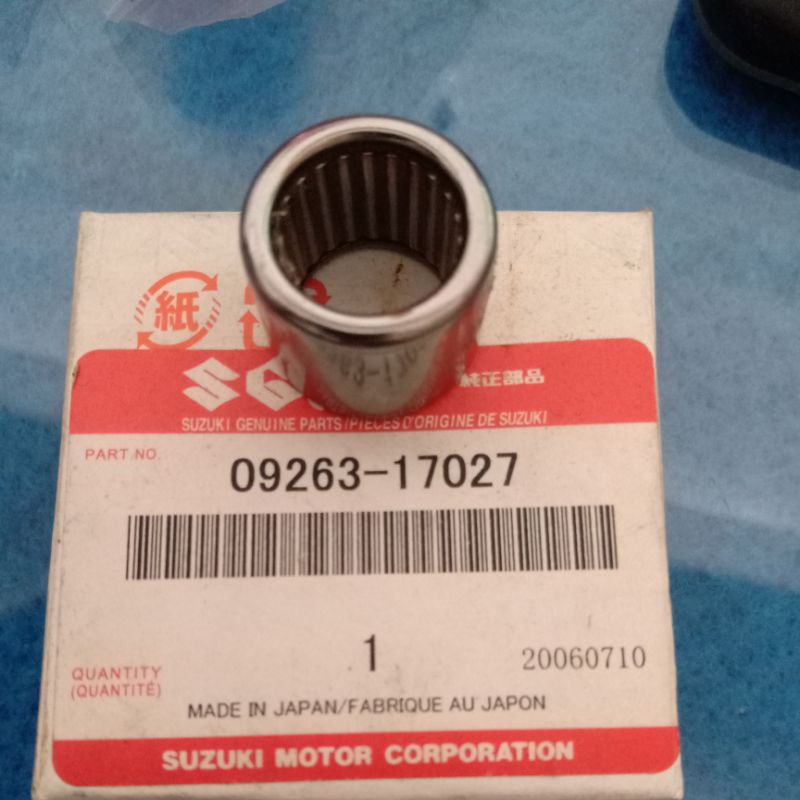 紙
SG
純正部品
SUZUKI GENUINE PARTS/PIECES D'ORIGINE DE SUZUKI
PART NO.
09263-17027
1
20060710
QUANTITY
(QUANTITÉ)
MADE IN JAPAN/FABRIQUE AU JAPON
SUZUKI MOTOR CORPORATION